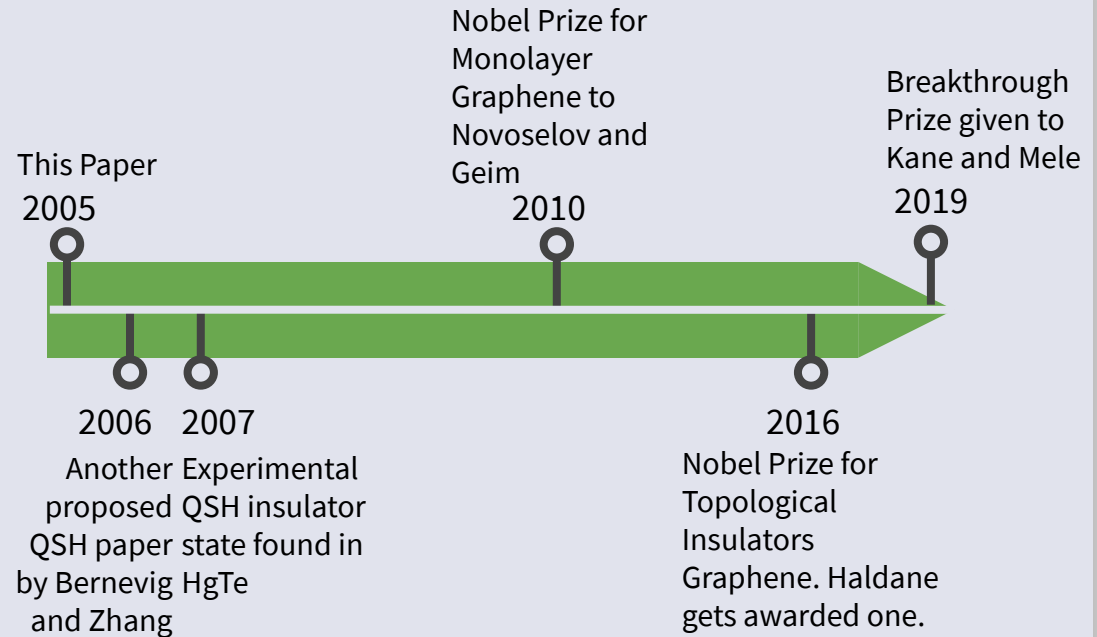 This Paper
2005
Nobel Prize for
Monolayer
Graphene to
Novoselov and
Geim
2010
Breakthrough
Prize given to
Kane and Mele
2019
2006
Another
proposed
QSH paper
by Bernevig
and Zhang
2007
Experimental
QSH insulator
state found in
HgTe
2016
Nobel Prize for
Topological
Insulators
Graphene. Haldane
gets awarded one.